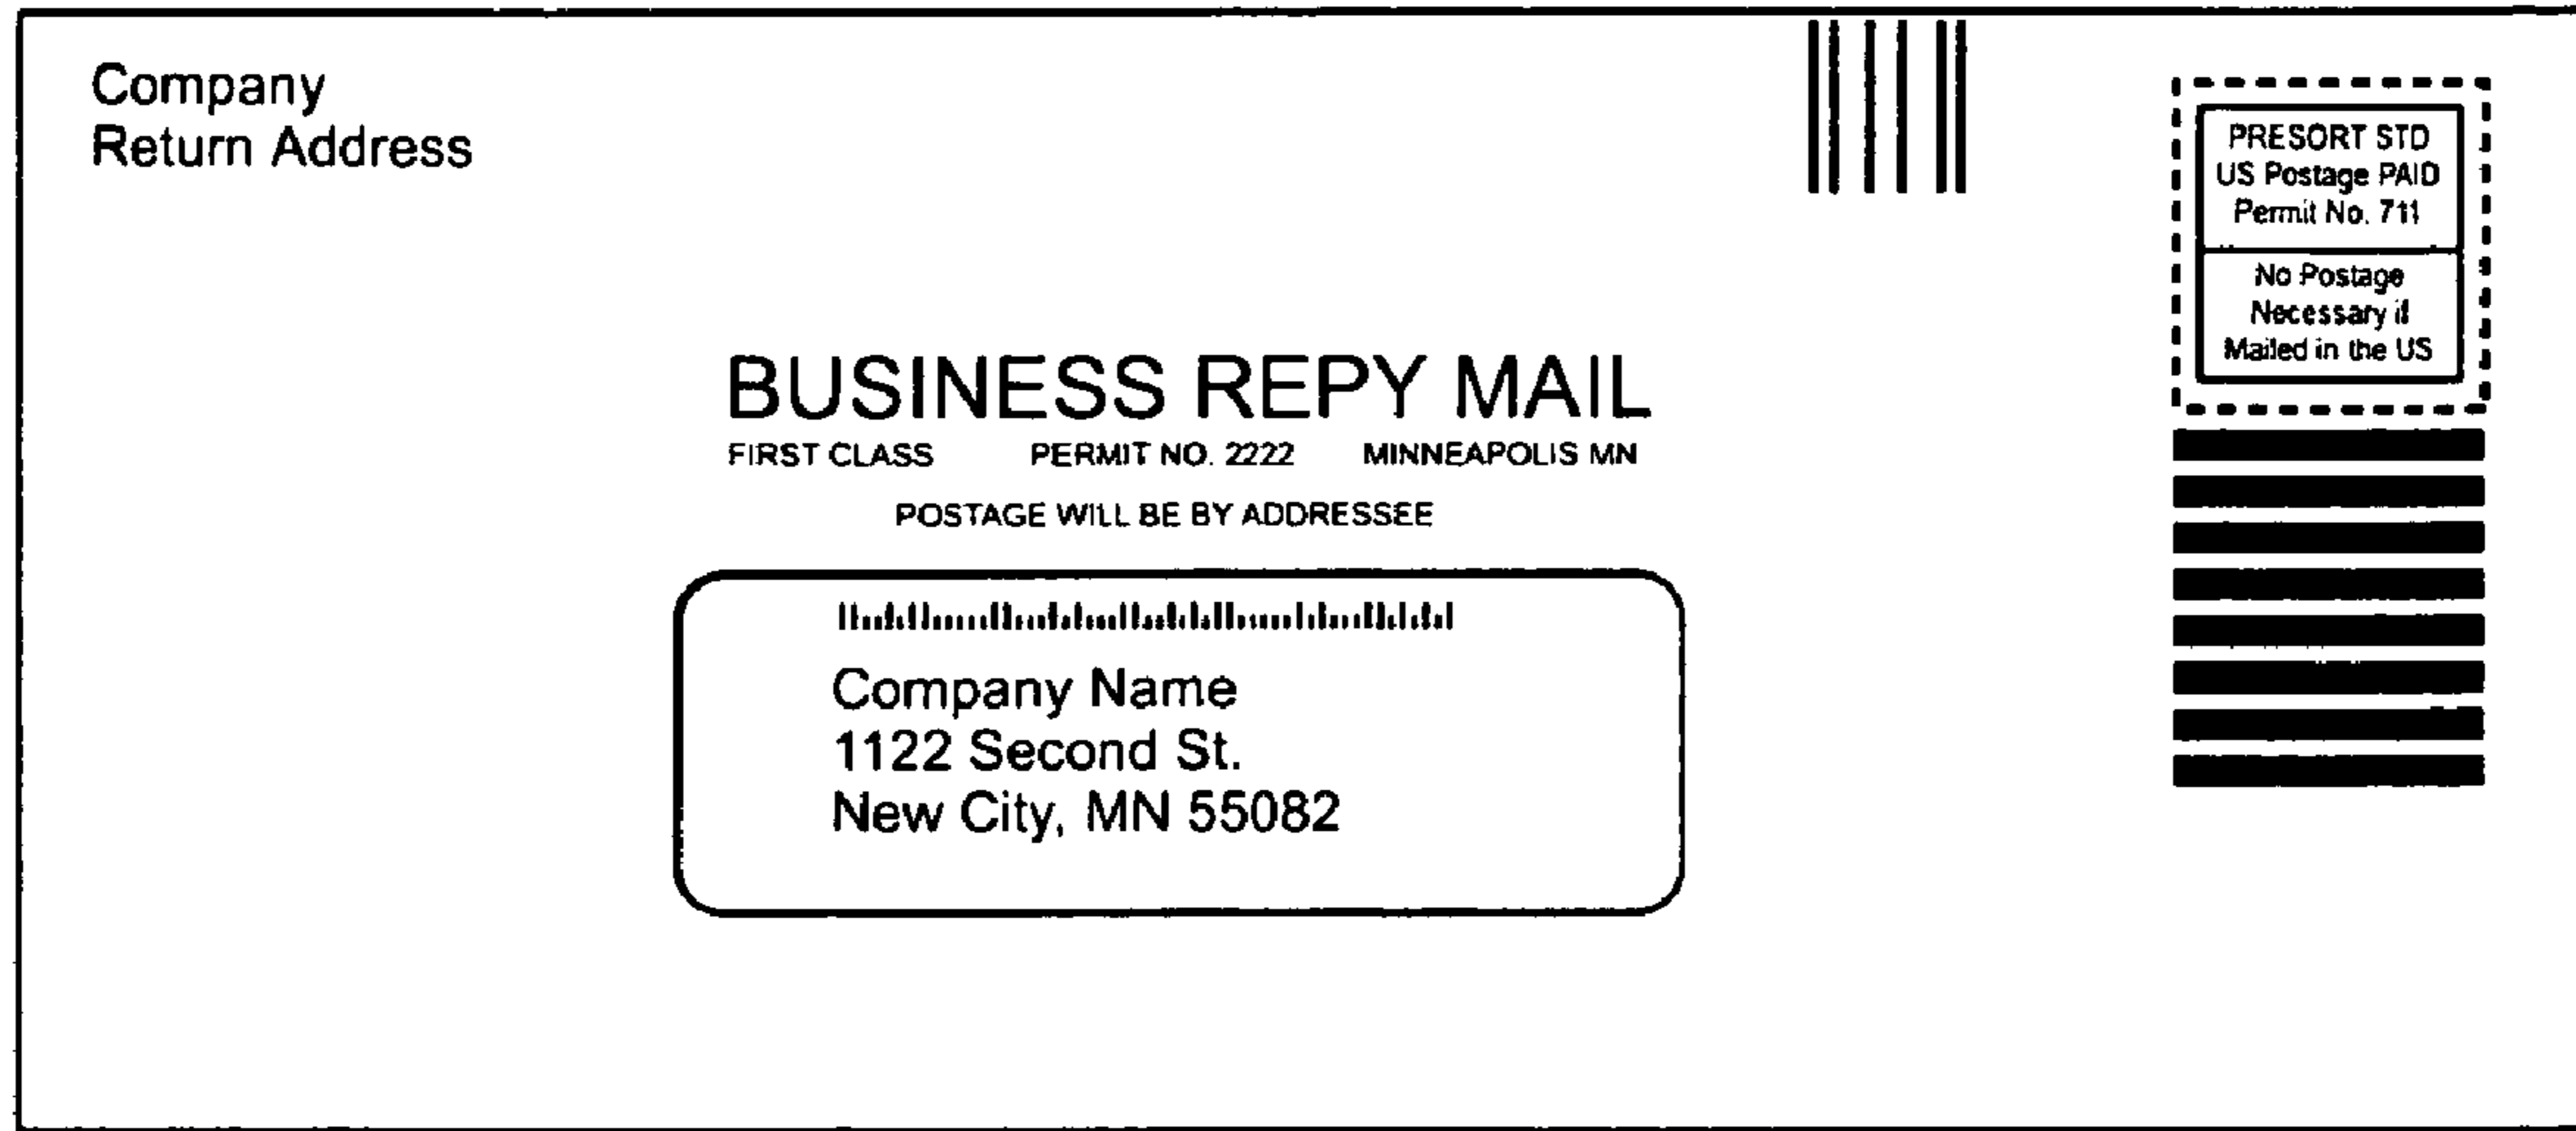 Company
Return Address
PRESORT STD
US Postage PAID
Permit No. 711
No Postage
Necessary if
Mailed in the US
BUSINESS REPY MAIL
FIRST CLASS PERMIT NO. 2222 MINNEAPOLIS MN
POSTAGE WILL BE BY ADDRESSEE
Company Name
1122 Second St.
New City, MN 55082